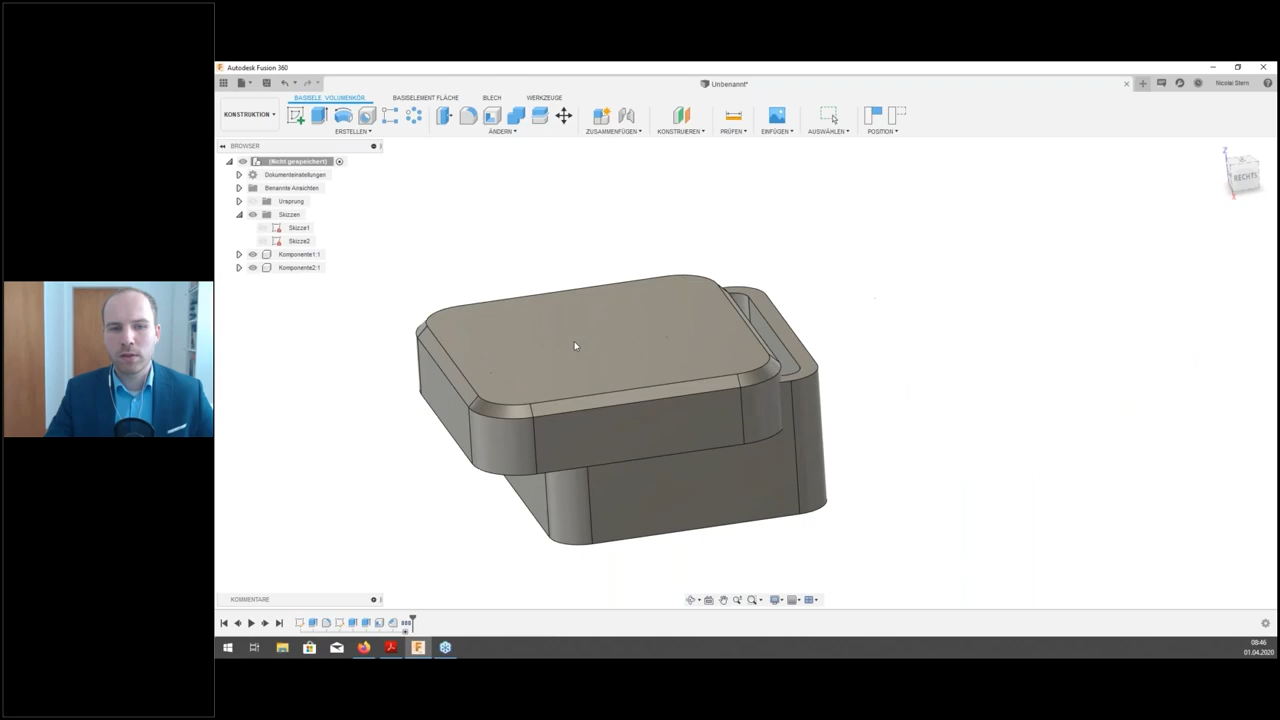 Autodesk Fusion 360
Unbenannt*
Nicolai Stern
KONSTRUKTION
BASISELE. VOLUMENKÖR.
BASISELEMENT FLÄCHE
BLECH
WERKZEUGE
ERSTELLEN
ÄNDERN
ZUSAMMENFÜGEN
KONSTRUIEREN
PRÜFEN
EINFÜGEN
AUSWÄHLEN
POSITION
BROWSER
(Nicht gespeichert)
Dokumenteinstellungen
Benannte Ansichten
Ursprung
Skizzen
Skizze1
Skizze2
Komponente1:1
Komponente2:1
Z
RECHTS
X
KOMMENTARE
08:46
01.04.2020